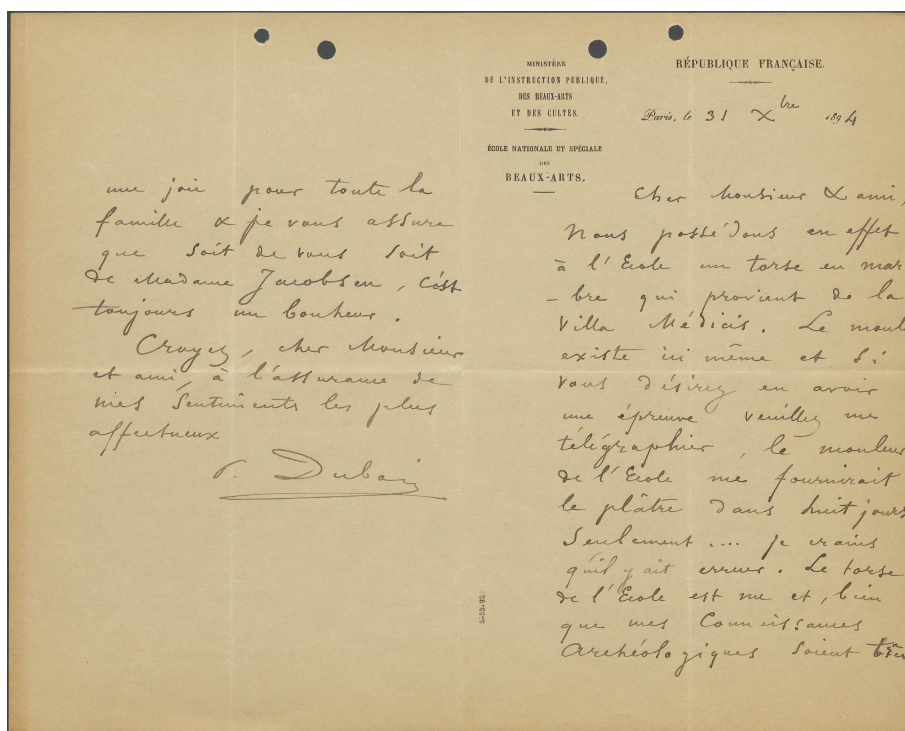 MINISTÈRE
DE L'INSTRUCTION PUBLIQUE,
DES BEAUX-ARTS
ET DES CULTES.
ÉCOLE NATIONALE ET SPÉCIALE
DES
BEAUX-ARTS.
RÉPUBLIQUE FRANÇAISE.
Paris, le 31 Xbre 1894
Cher Monsieur & ami,
Nous possédons en effet
à l'Ecole un torse en mar
-bre qui provient de la
Villa Médicis. Le moul
existe ici même et si
vous désirez en avoir
une épreuve veuillez me
télégraphier, le mouleur
de l'Ecole me fournirait
le plâtre dans huit jours
Seulement .... je crains
qu'il y ait erreur. Le torse
de l'Ecole est nu et, bien
que mes Connaissances
Archéologiques soient très
une joie pour toute la
famille & je vous assure
que soit de vous soit
de Madame Jacobsen, c'est
toujours un bonheur.
Croyez, cher Monsieur
et ami, à l'assurance de
mes sentiments les plus
affectueux
P. Dubois